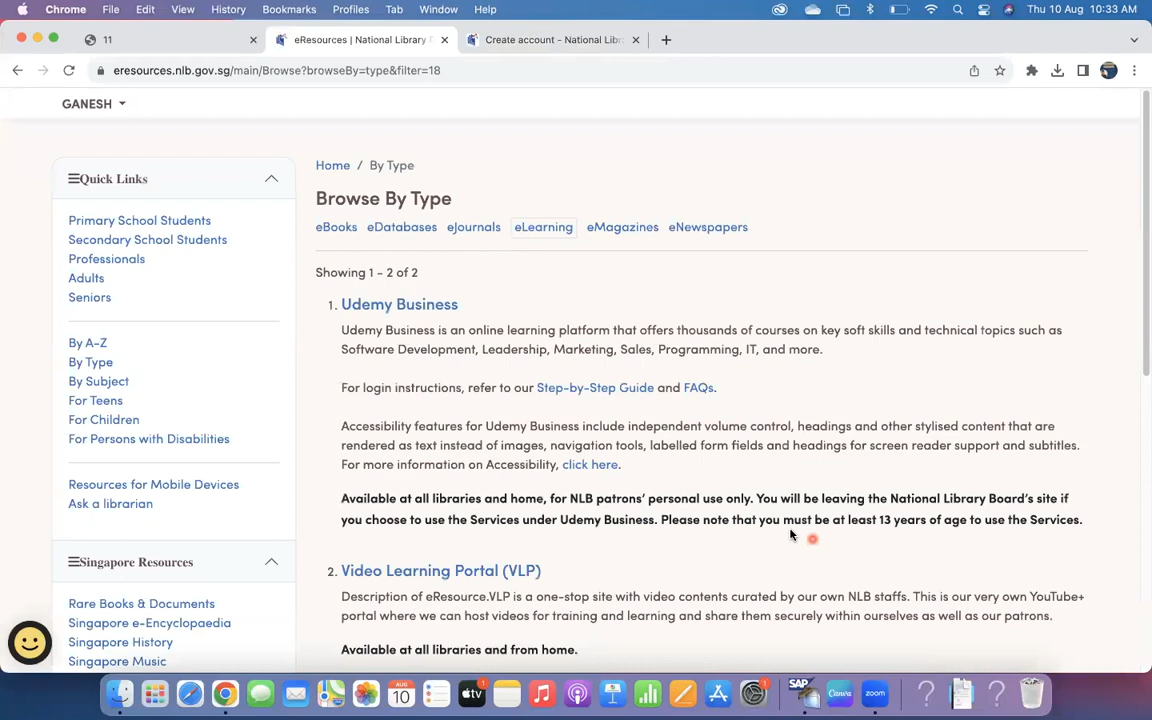 Chrome File Edit View History Bookmarks Profiles Tab Window Help Thu 10 Aug 10:33 AM
11 eResources | National Library Create account - National Libr
eresources.nlb.gov.sg/main/Browse?browseBy=type&filter=18
GANESH
Quick Links
Primary School Students
Secondary School Students
Professionals
Adults
Seniors
By A-Z
By Type
By Subject
For Teens
For Children
For Persons with Disabilities
Resources for Mobile Devices
Ask a librarian
Singapore Resources
Rare Books & Documents
Singapore e-Encyclopaedia
Singapore History
Singapore Music
Home / By Type
Browse By Type
eBooks eDatabases eJournals eLearning eMagazines eNewspapers
Showing 1 - 2 of 2
1. Udemy Business
Udemy Business is an online learning platform that offers thousands of courses on key soft skills and technical topics such as
Software Development, Leadership, Marketing, Sales, Programming, IT, and more.
For login instructions, refer to our Step-by-Step Guide and FAQs.
Accessibility features for Udemy Business include independent volume control, headings and other stylised content that are
rendered as text instead of images, navigation tools, labelled form fields and headings for screen reader support and subtitles.
For more information on Accessibility, click here.
Available at all libraries and home, for NLB patrons' personal use only. You will be leaving the National Library Board's site if
you choose to use the Services under Udemy Business. Please note that you must be at least 13 years of age to use the Services.
2. Video Learning Portal (VLP)
Description of eResource.VLP is a one-stop site with video contents curated by our own NLB staffs. This is our very own YouTube+
portal where we can host videos for training and learning and share them securely within ourselves as well as our patrons.
Available at all libraries and from home.
AUG
10
tv
1
1
SAP
Canva
zoom